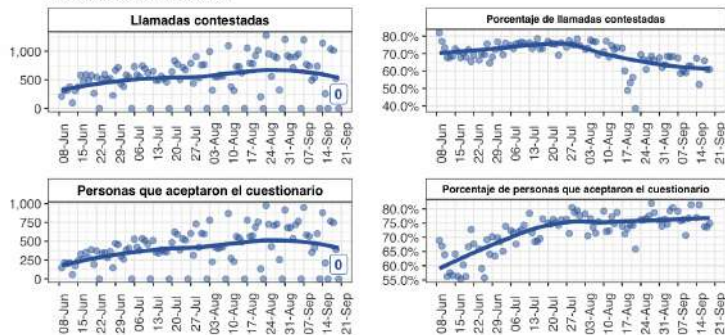 Llamadas contestadas
1,000
500
0
0
08-Jun
15-Jun
22-Jun
29-Jun
06-Jul
13-Jul
20-Jul
27-Jul
03-Aug
10-Aug
17-Aug
24-Aug
31-Aug
07-Sep
14-Sep
21-Sep
Porcentaje de llamadas contestadas
80.0%
70.0%
60.0%
50.0%
40.0%
08-Jun
15-Jun
22-Jun
29-Jun
06-Jul
13-Jul
20-Jul
27-Jul
03-Aug
10-Aug
17-Aug
24-Aug
31-Aug
07-Sep
14-Sep
21-Sep
Personas que aceptaron el cuestionario
1,000
750
500
250
0
0
08-Jun
15-Jun
22-Jun
29-Jun
06-Jul
13-Jul
20-Jul
27-Jul
03-Aug
10-Aug
17-Aug
24-Aug
31-Aug
07-Sep
14-Sep
21-Sep
Porcentaje de personas que aceptaron el cuestionario
80.0%
75.0%
70.0%
65.0%
60.0%
55.0%
08-Jun
15-Jun
22-Jun
29-Jun
06-Jul
13-Jul
20-Jul
27-Jul
03-Aug
10-Aug
17-Aug
24-Aug
31-Aug
07-Sep
14-Sep
21-Sep